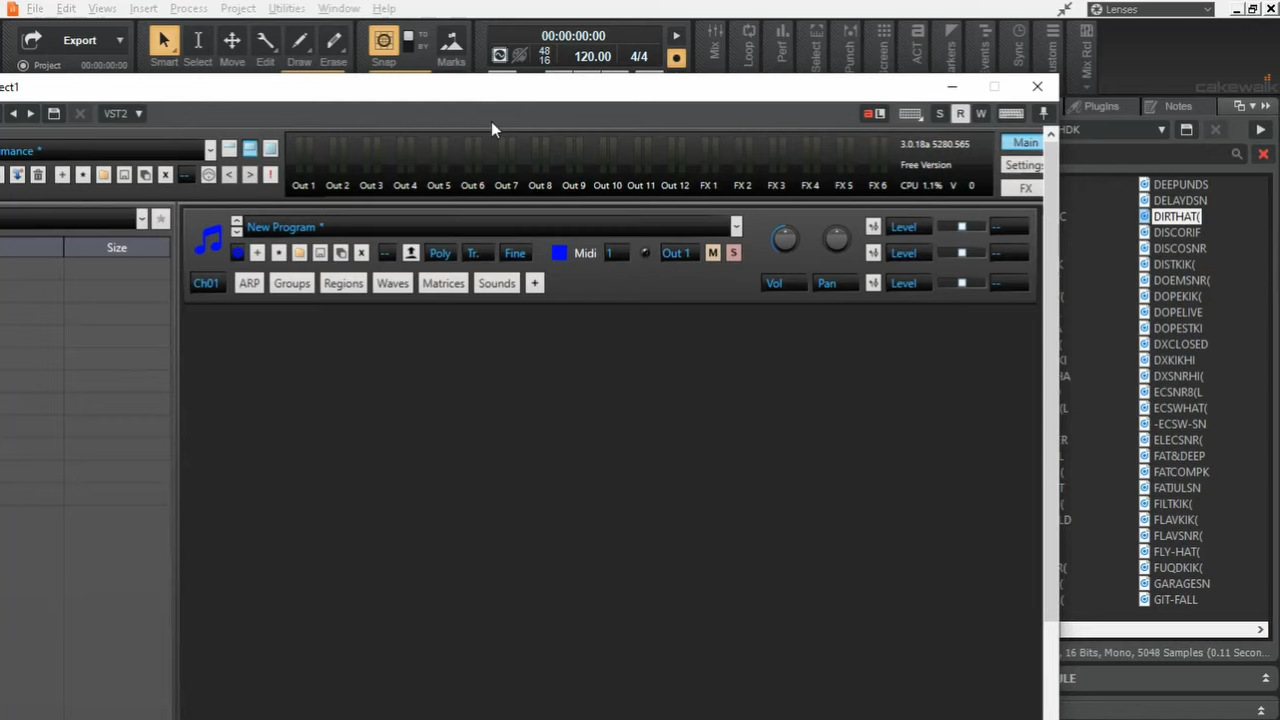 File Edit Views Insert Process Project Utilities Window Help
Lenses
Export
Project 00:00:00:00
Smart Select Move Edit Draw Erase Snap TO BY Marks
00:00:00:00
48 16 120.00 4/4
Mix Loop Perf. Select Punch Screen ACT Markers Events Sync Custom Mix Rcl
cakewalk
ect1
VST2
S R W
Plugins Notes
HDK
mance *
Out 1 Out 2 Out 3 Out 4 Out 5 Out 6 Out 7 Out 8 Out 9 Out 10 Out 11 Out 12 FX 1 FX 2 FX 3 FX 4 FX 5 FX 6
3.0.18a 5280.565
Free Version
CPU 1.1% V 0
Main
Settings
FX
Size
New Program *
-- Poly Tr. Fine Midi 1 Out 1 M S
Ch01 ARP Groups Regions Waves Matrices Sounds +
Vol Pan
Level --
Level --
Level --
DEEPUNDS
DELAYDSN
DIRTHAT(
DISCORIF
DISCOSNR
DISTKIK(
DOEMSNR(
DOPEKIK(
DOPELIVE
DOPESTKI
DXCLOSED
DXKIKHI
DXSNRHI(
ECSNR8(L
ECSWHAT(
-ECSW-SN
ELECSNR(
FAT&DEEP
FATCOMPK
FATJULSN
FILTKIK(
FLAVKIK(
FLAVSNR(
FLY-HAT(
FUQDKIK(
GARAGESN
GIT-FALL
, 16 Bits, Mono, 5048 Samples (0.11 Secon...
ULE